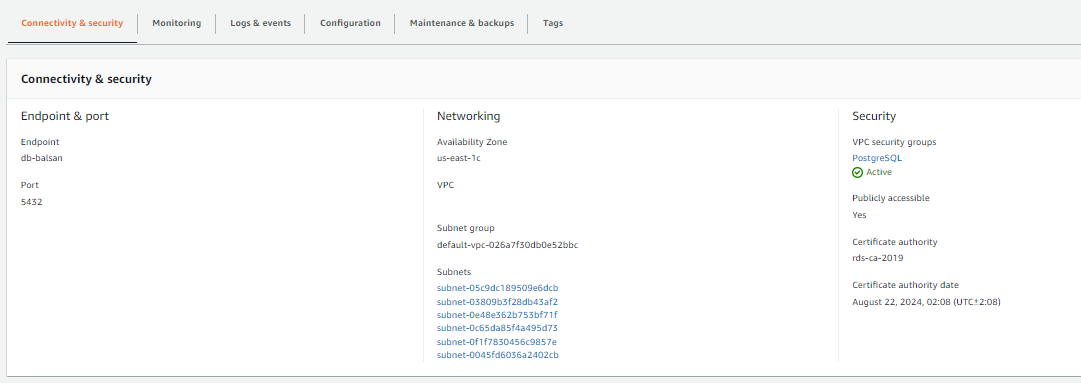 Connectivity & security Monitoring Logs & events Configuration Maintenance & backups Tags
Connectivity & security
Endpoint & port
Endpoint
db-balsan
Port
5432
Networking
Availability Zone
us-east-1c
VPC
Subnet group
default-vpc-026a7f30db0e52bbc
Subnets
subnet-05c9dc189509e6dcb
subnet-03809b3f28db43af2
subnet-0e48e362b753bf71f
subnet-0c65da85f4a495d73
subnet-0f1f7830456c9857e
subnet-0045fd6036a2402cb
Security
VPC security groups
PostgreSQL
Active
Publicly accessible
Yes
Certificate authority
rds-ca-2019
Certificate authority date
August 22, 2024, 02:08 (UTC‡2:08)